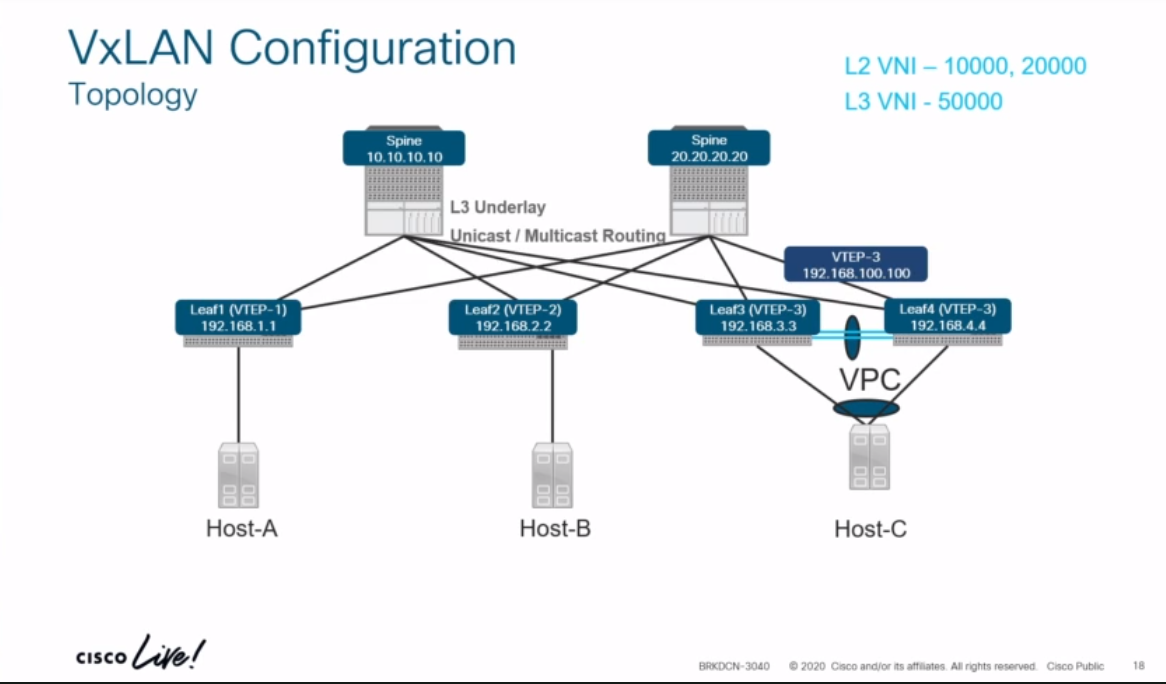 VxLAN Configuration
Topology
L2 VNI – 10000, 20000
L3 VNI - 50000
Spine
10.10.10.10
Spine
20.20.20.20
L3 Underlay
Unicast / Multicast Routing
VTEP-3
192.168.100.100
Leaf1 (VTEP-1)
192.168.1.1
Leaf2 (VTEP-2)
192.168.2.2
Leaf3 (VTEP-3)
192.168.3.3
Leaf4 (VTEP-3)
192.168.4.4
VPC
Host-A
Host-B
Host-C
CISCO Live!
BRKDCN-3040 © 2020 Cisco and/or its affiliates. All rights reserved. Cisco Public 18